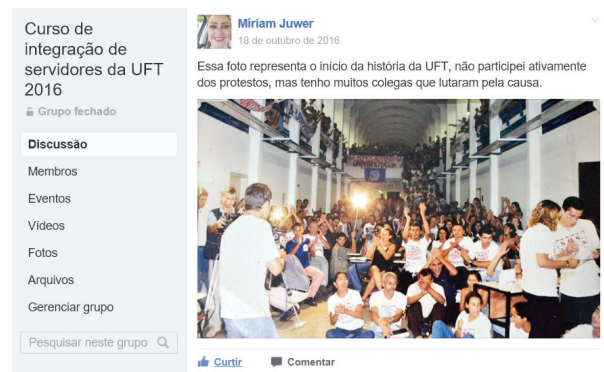 Curso de
integração de
servidores da UFT
2016
Grupo fechado
Discussão
Membros
Eventos
Vídeos
Fotos
Arquivos
Gerenciar grupo
Pesquisar neste grupo
Míriam Juwer
18 de outubro de 2016
Essa foto representa o início da história da UFT, não participei ativamente
dos protestos, mas tenho muitos colegas que lutaram pela causa.
Curtir
Comentar